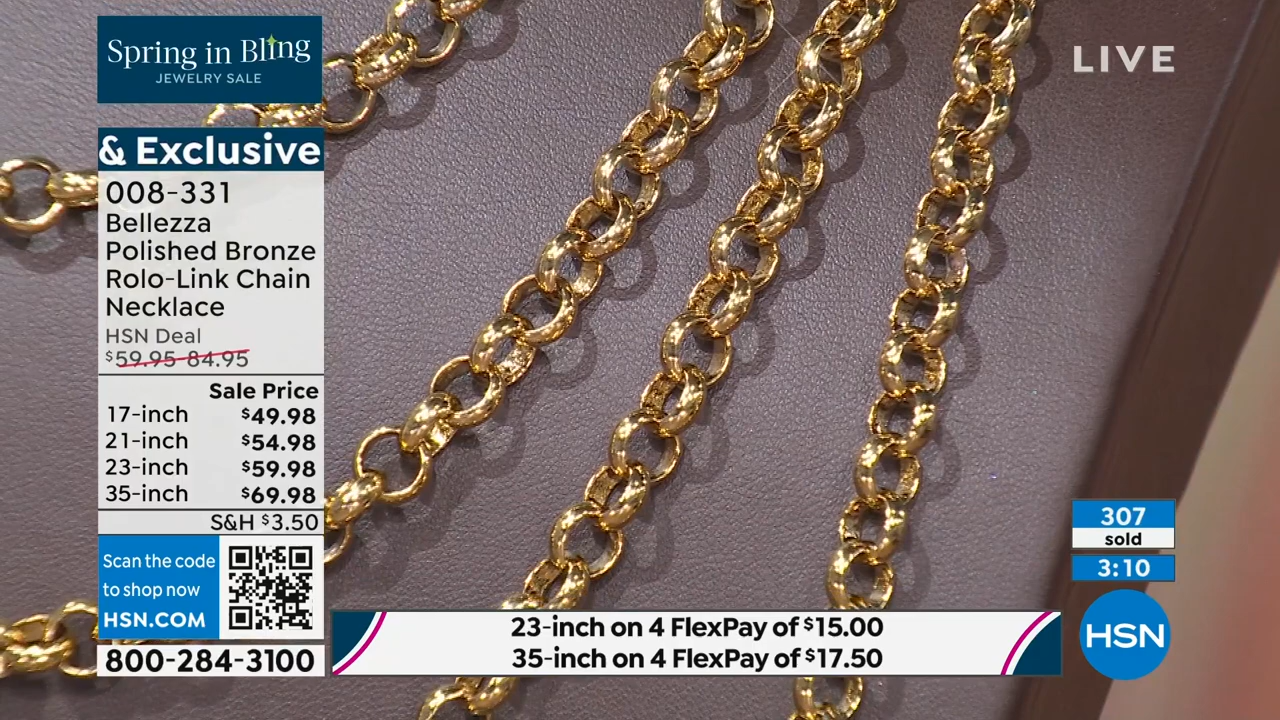 Spring in Bling
JEWELRY SALE
LIVE
& Exclusive
008-331
Bellezza
Polished Bronze
Rolo-Link Chain
Necklace
HSN Deal
$59.95-84.95
Sale Price
17-inch $49.98
21-inch $54.98
23-inch $59.98
35-inch $69.98
S&H $3.50
Scan the code
to shop now
HSN.COM
800-284-3100
23-inch on 4 FlexPay of $15.00
35-inch on 4 FlexPay of $17.50
307
sold
3:10
HSN